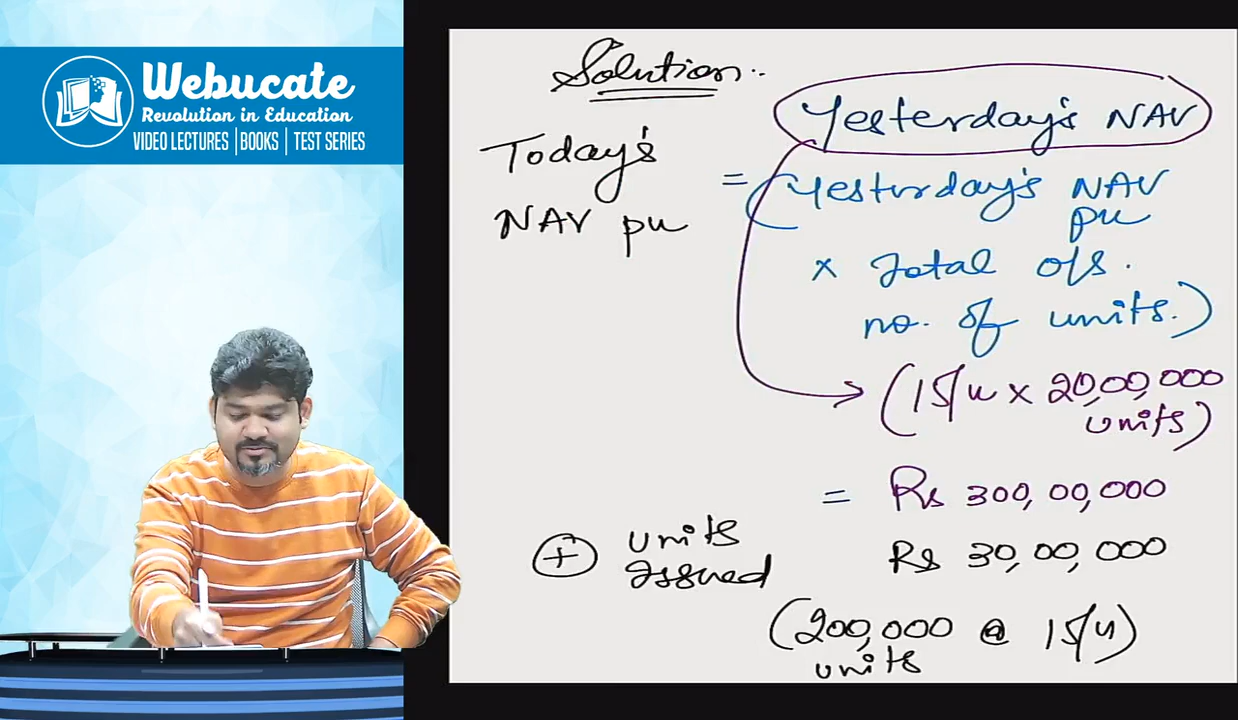 Webucate
Revolution in Education
VIDEO LECTURES | BOOKS | TEST SERIES
Solution:-
Today's
NAV pu
Yesterday's NAV
= (Yesterday's NAV
pu
x Total o/s.
no. of units.)
(15/u x 20,00,000
units)
= Rs 300,00,000
+ units
issued
Rs 30,00,000
(200,000 @ 15/u)
units